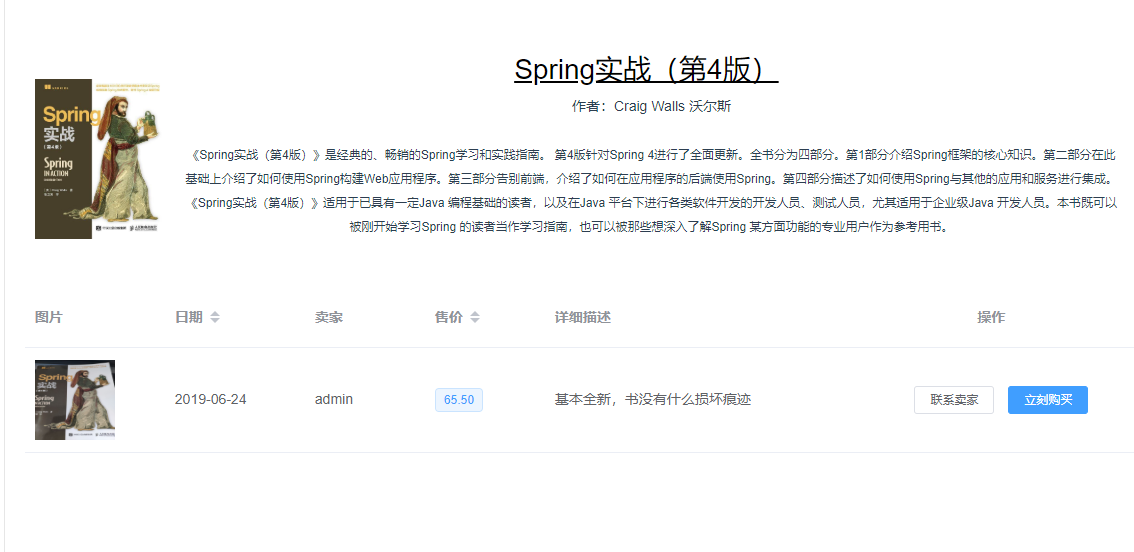 Spring实战（第4版）
作者：Craig Walls 沃尔斯
Spring
实战
（第4版）
Spring
IN ACTION
《Spring实战（第4版）》是经典的、畅销的Spring学习和实践指南。 第4版针对Spring 4进行了全面更新。全书分为四部分。第1部分介绍Spring框架的核心知识。第二部分在此
基础上介绍了如何使用Spring构建Web应用程序。第三部分告别前端，介绍了如何在应用程序的后端使用Spring。第四部分描述了如何使用Spring与其他的应用和服务进行集成。
《Spring实战（第4版）》适用于已具有一定Java 编程基础的读者，以及在Java 平台下进行各类软件开发的开发人员、测试人员，尤其适用于企业级Java 开发人员。本书既可以
被刚开始学习Spring 的读者当作学习指南，也可以被那些想深入了解Spring 某方面功能的专业用户作为参考用书。
图片 日期 卖家 售价 详细描述 操作
Spring
实战
Spring
2019-06-24 admin 65.50 基本全新，书没有什么损坏痕迹 联系卖家 立刻购买